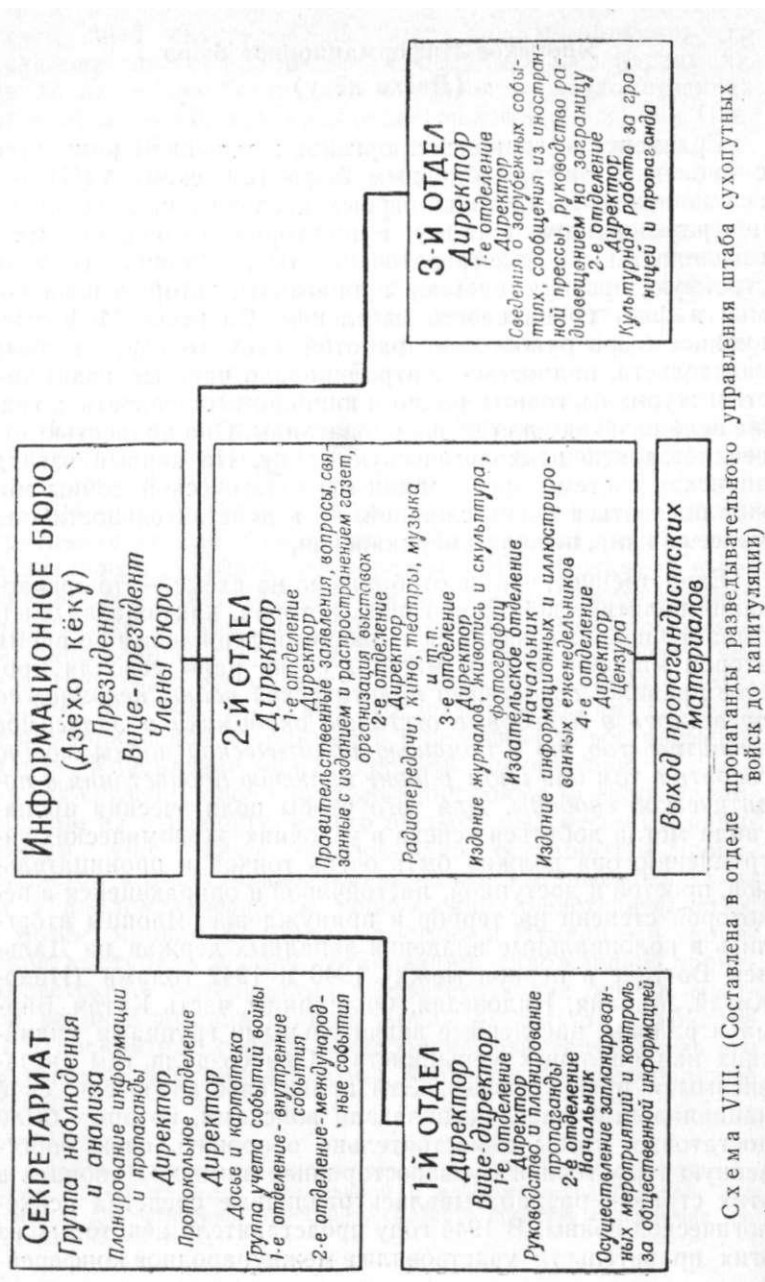 СЕКРЕТАРИАТ
Группа наблюдения
и анализа
Планирование информации
и пропаганды
Директор
Протокольное отделение
Директор
Досье и картотека
Группа учета событий войны
1-е отделение: внутренние
события
2-е отделение: международ-
ные события
ИНФОРМАЦИОННОЕ БЮРО
(Дзёхо кёку)
Президент
Вице-президент
Члены бюро
1-й ОТДЕЛ
Директор
Вице-директор
1-е отделение
Директор
Руководство: планирование
пропаганды
2-е отделение
Начальник
Осуществление запланирован-
ных мероприятий, контроль
за общественной информацией
2-й ОТДЕЛ
Директор
1-е отделение
Директор
Правительственные заявления, вопросы, свя-
занные с изданием и распространением газет,
организация выставок
2-е отделение
Директор
Радиопередачи, кино, театры, музыка
и т.п.
3-е отделение
Директор
Издание журналов, живопись и скульптура,
фотографии
Издательское отделение
Начальник
Издание информационных иллюстриро-
ванных еженедельников
4-е отделение
Директор
Цензура
3-й ОТДЕЛ
Директор
1-е отделение
Директор
Сведения о зарубежных собы-
тиях, сообщения из иностран-
ной прессы, руководство ра-
диовещанием на заграницу
2-е отделение
Директор
Культурная работа за гра-
ницей и пропаганда
Выход пропагандистских
материалов
Схема VIII. (Составлена в отделе пропаганды разведывательного управления штаба сухопутных
войск до капитуляции)